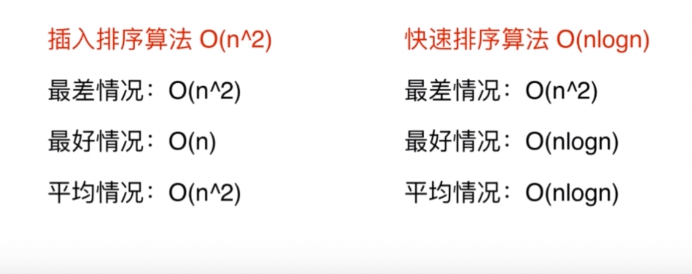 插入排序算法 O(n^2)
最差情况：O(n^2)
最好情况：O(n)
平均情况：O(n^2)
快速排序算法 O(nlogn)
最差情况：O(n^2)
最好情况：O(nlogn)
平均情况：O(nlogn)